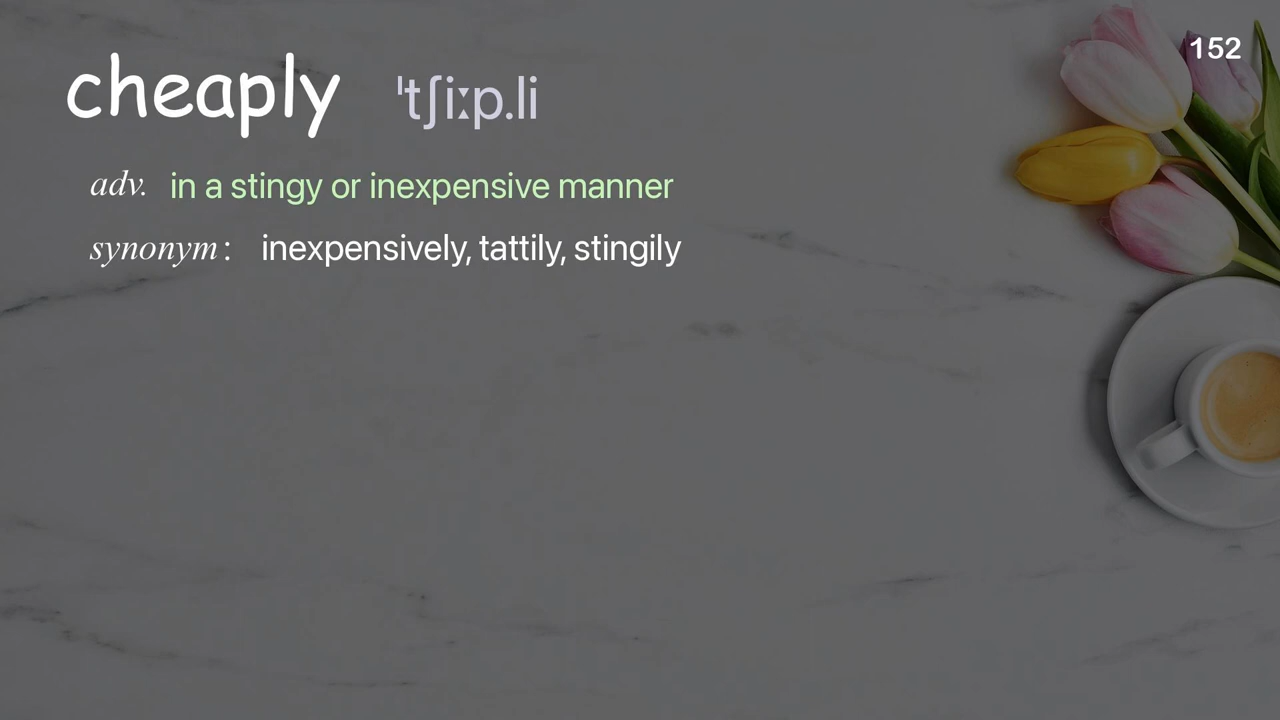 152
cheaply ˈtʃiːp.li
adv. in a stingy or inexpensive manner
synonym: inexpensively, tattily, stingily